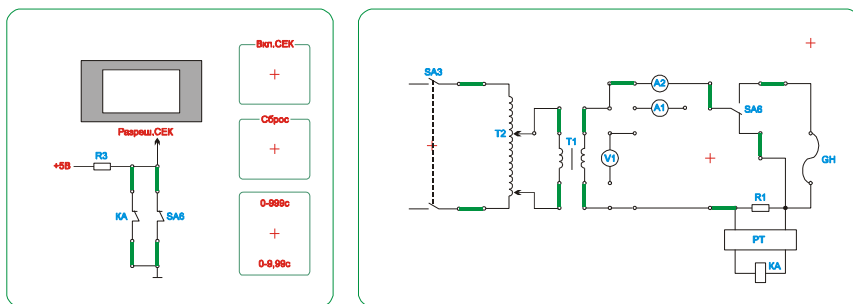 Вкл.СЕК
Разреш.СЕК
Сброс
R3
+5В
0-999с
КА
SA6
0-9,99с
SA3
A2
A1
SA6
T2
T1
V1
GH
R1
РТ
КА